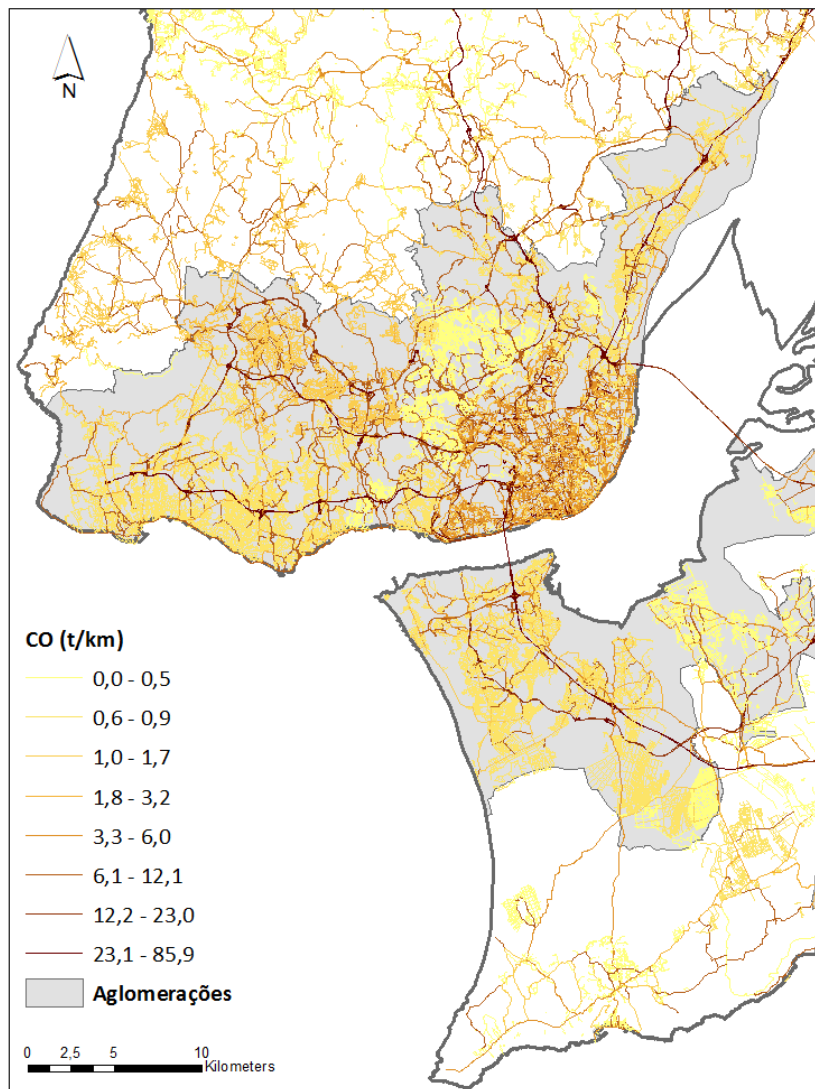 N
CO (t/km)
0,0 - 0,5
0,6 - 0,9
1,0 - 1,7
1,8 - 3,2
3,3 - 6,0
6,1 - 12,1
12,2 - 23,0
23,1 - 85,9
Aglomerações
0 2,5 5 10
Kilometers